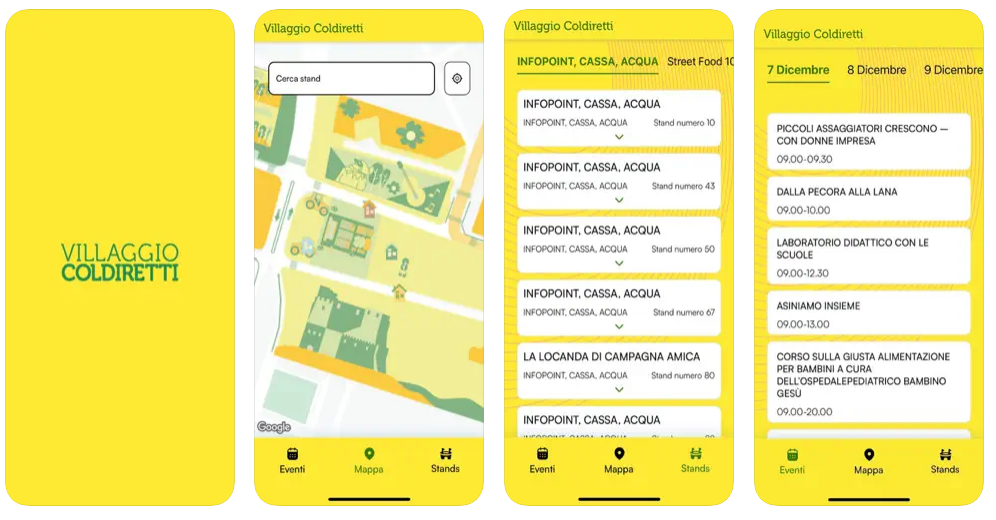 VILLAGGIO
COLDIRETTI
Villaggio Coldiretti
Cerca stand
Google
Eventi
Mappa
Stands
Villaggio Coldiretti
INFOPOINT, CASSA, ACQUA
Street Food 10
INFOPOINT, CASSA, ACQUA
INFOPOINT, CASSA, ACQUA Stand numero 10
INFOPOINT, CASSA, ACQUA
INFOPOINT, CASSA, ACQUA Stand numero 43
INFOPOINT, CASSA, ACQUA
INFOPOINT, CASSA, ACQUA Stand numero 50
INFOPOINT, CASSA, ACQUA
INFOPOINT, CASSA, ACQUA Stand numero 67
LA LOCANDA DI CAMPAGNA AMICA
INFOPOINT, CASSA, ACQUA Stand numero 80
INFOPOINT, CASSA, ACQUA
Eventi
Mappa
Stands
Villaggio Coldiretti
7 Dicembre
8 Dicembre
9 Dicembre
PICCOLI ASSAGGIATORI CRESCONO –
CON DONNE IMPRESA
09.00-09.30
DALLA PECORA ALLA LANA
09.00-10.00
LABORATORIO DIDATTICO CON LE
SCUOLE
09.00-12.30
ASINIAMO INSIEME
09.00-13.00
CORSO SULLA GIUSTA ALIMENTAZIONE
PER BAMBINI A CURA
DELL'OSPEDALEPEDIATRICO BAMBINO
GESÙ
09.00-20.00
Eventi
Mappa
Stands